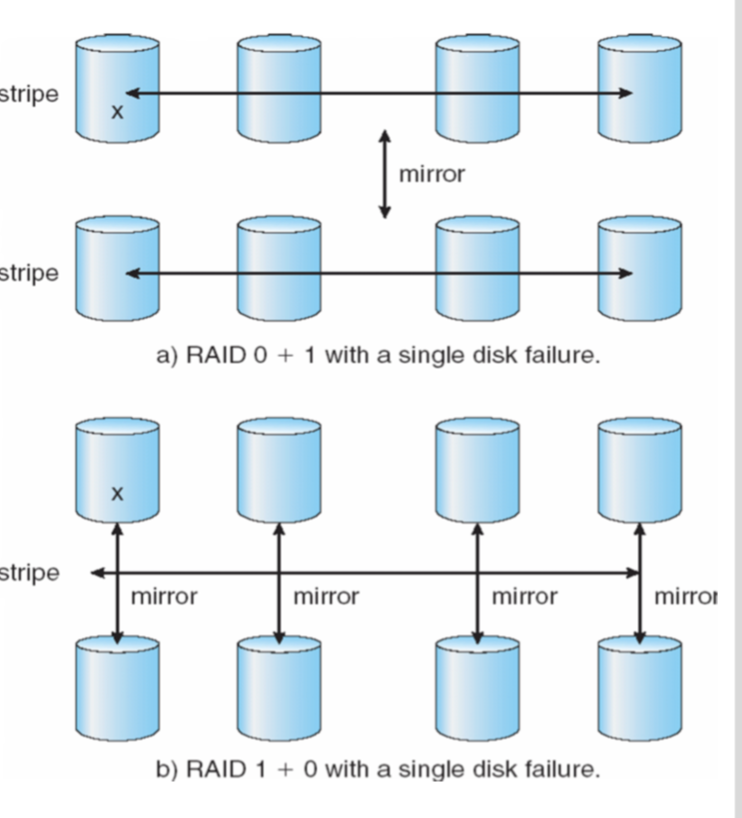 stripe
x
mirror
stripe
a) RAID 0 + 1 with a single disk failure.
x
stripe
mirror mirror mirror mirror
b) RAID 1 + 0 with a single disk failure.